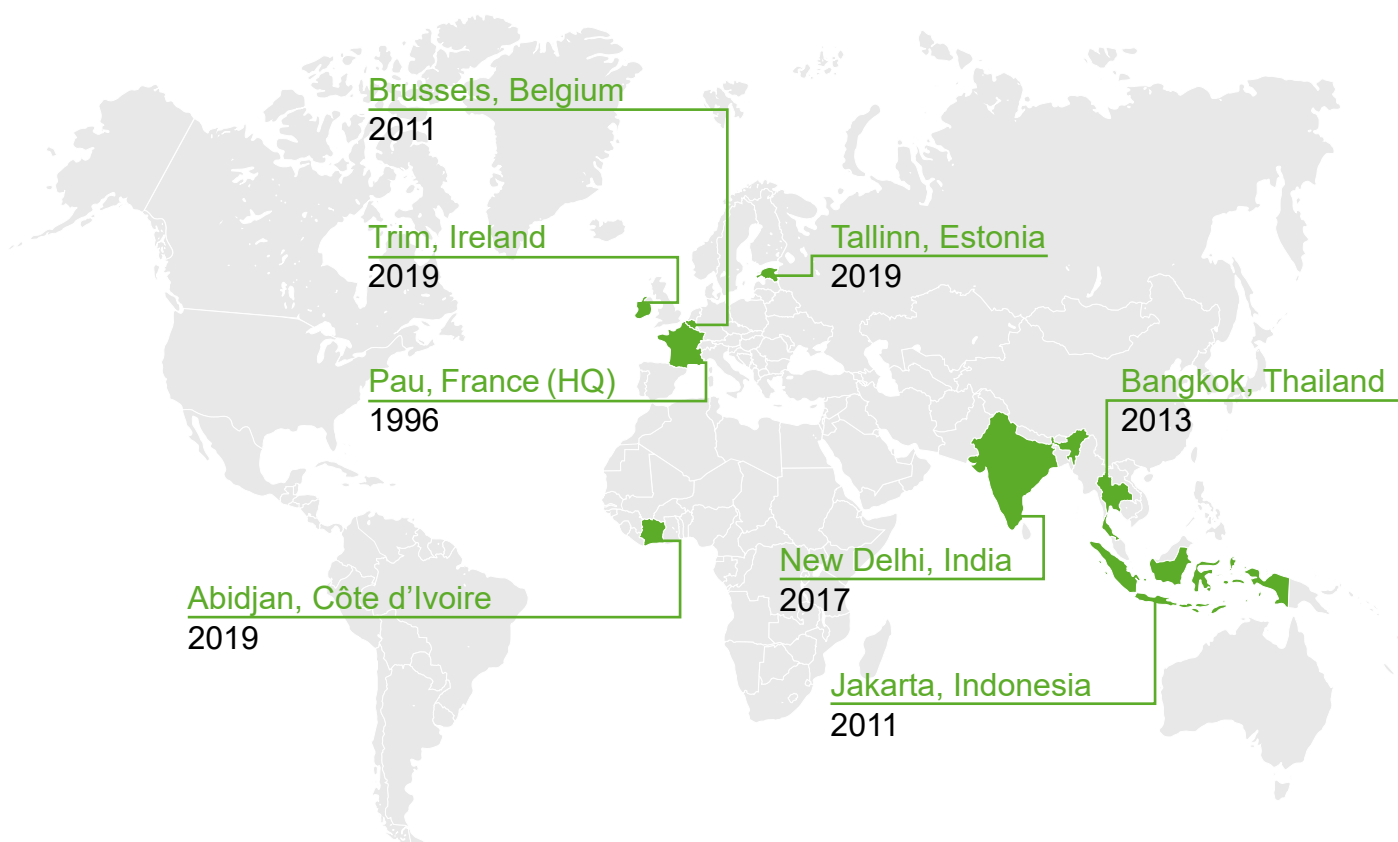 Brussels, Belgium
2011
Trim, Ireland
2019
Tallinn, Estonia
2019
Pau, France (HQ)
1996
Bangkok, Thailand
2013
New Delhi, India
2017
Abidjan, Côte d’Ivoire
2019
Jakarta, Indonesia
2011